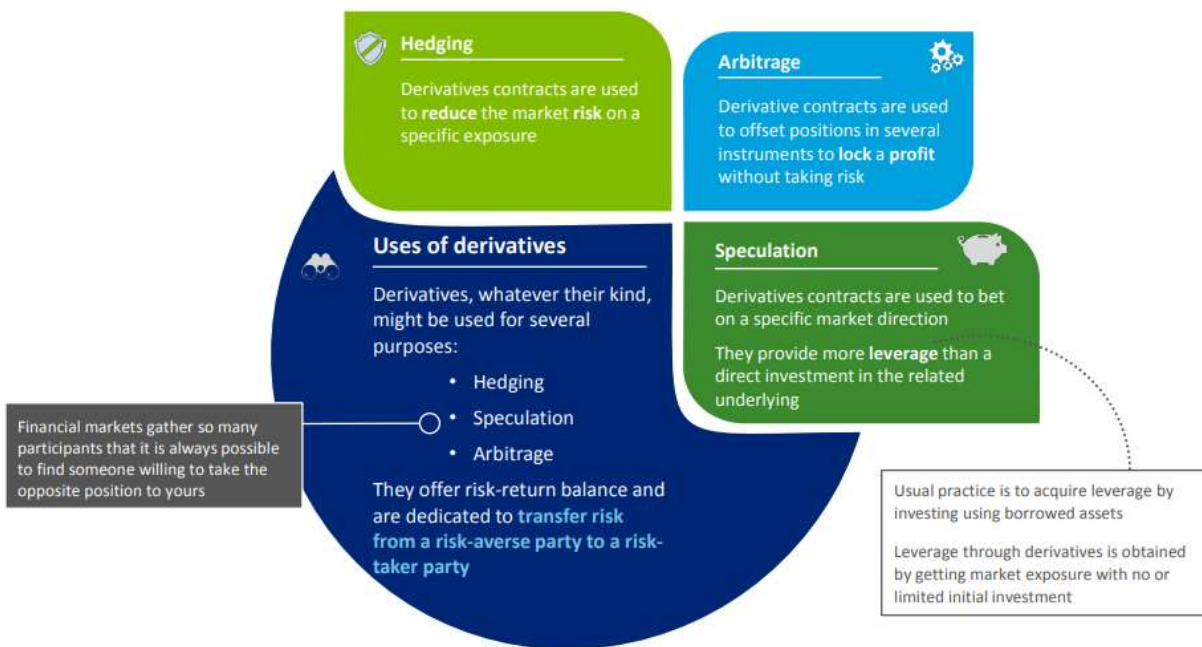 Hedging
Derivatives contracts are used
to reduce the market risk on a
specific exposure
Arbitrage
Derivative contracts are used
to offset positions in several
instruments to lock a profit
without taking risk
Uses of derivatives
Derivatives, whatever their kind,
might be used for several
purposes:
• Hedging
• Speculation
• Arbitrage
They offer risk-return balance and
are dedicated to transfer risk
from a risk-averse party to a risk-
taker party
Speculation
Derivatives contracts are used to bet
on a specific market direction
They provide more leverage than a
direct investment in the related
underlying
Financial markets gather so many
participants that it is always possible
to find someone willing to take the
opposite position to yours
Usual practice is to acquire leverage by
investing using borrowed assets
Leverage through derivatives is obtained
by getting market exposure with no or
limited initial investment